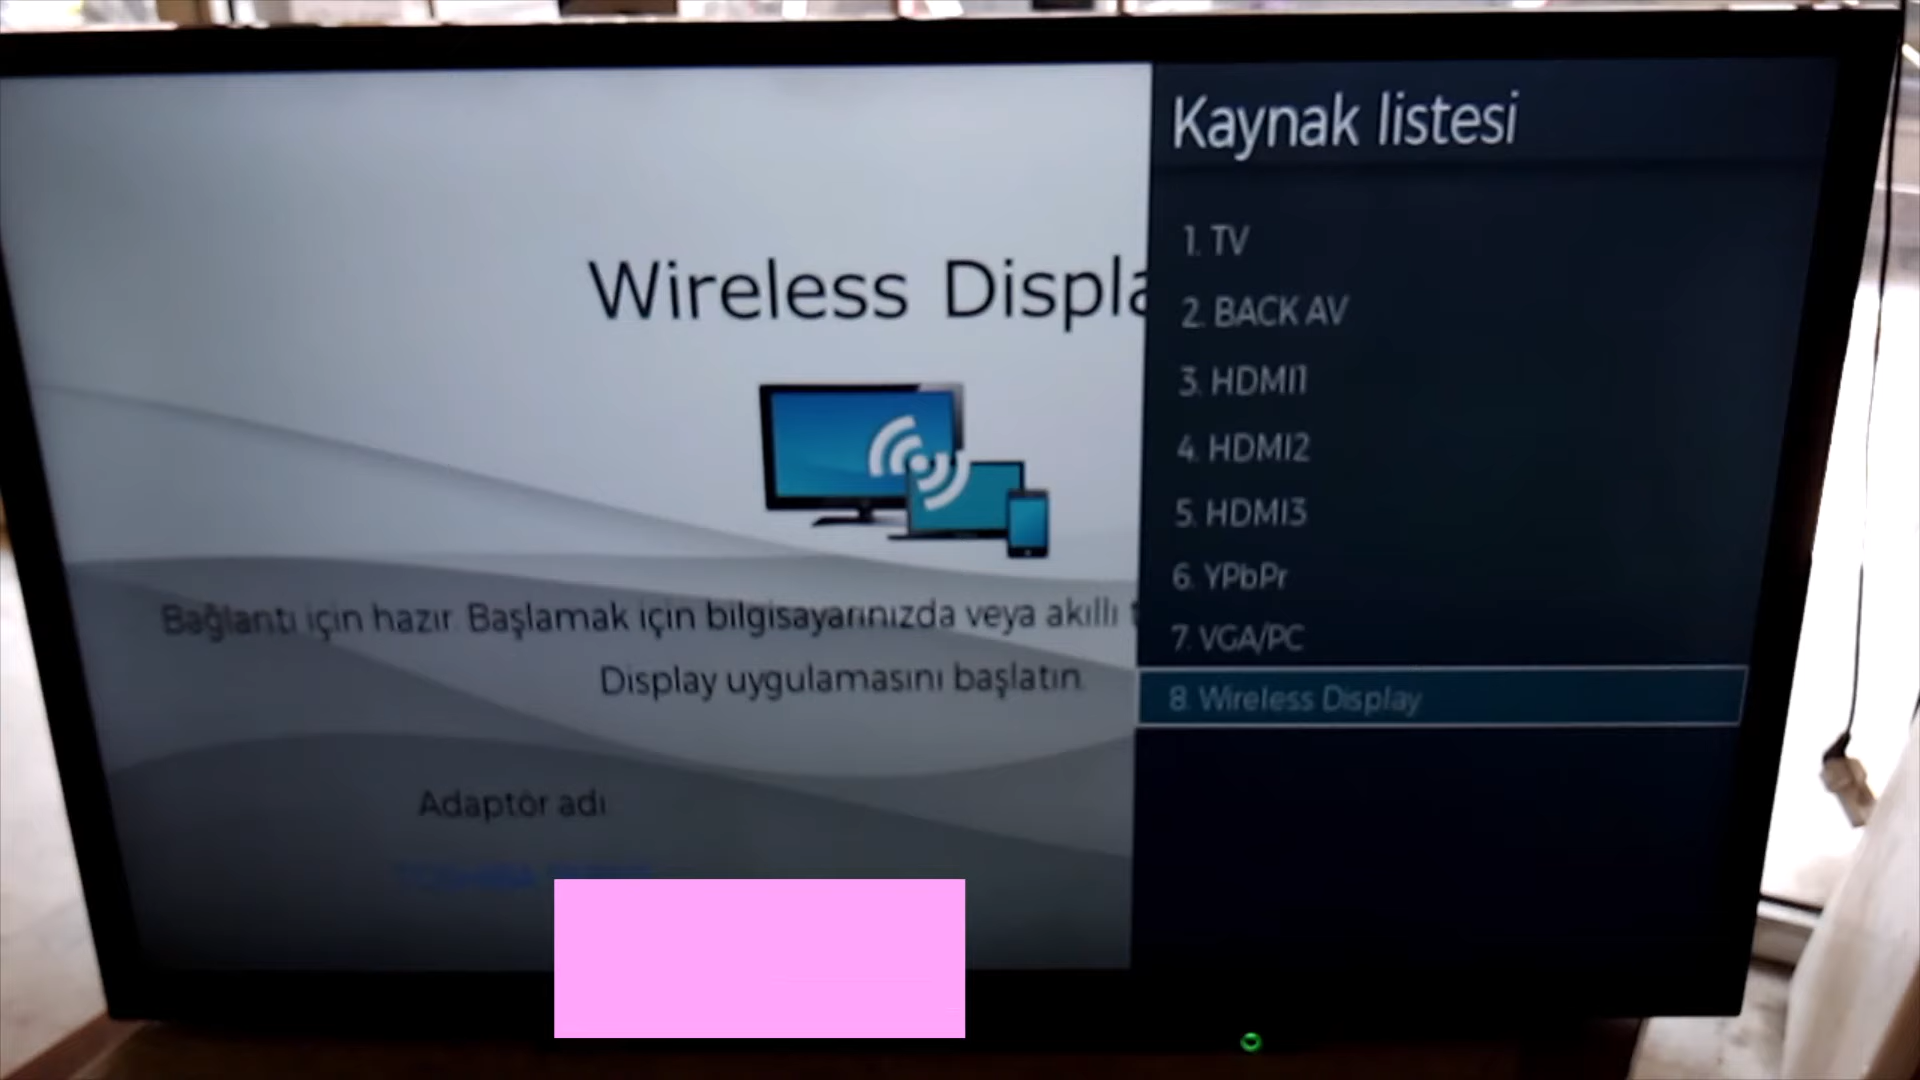 Kaynak listesi
1. TV
2. BACK AV
3. HDMI1
4. HDMI2
5. HDMI3
6. YPbPr
7. VGA/PC
8. Wireless Display
Wireless Displa
Bağlantı için hazır. Başlamak için bilgisayarınızda veya akıllı t
Display uygulamasını başlatın.
Adaptör adı
TOSHIBA